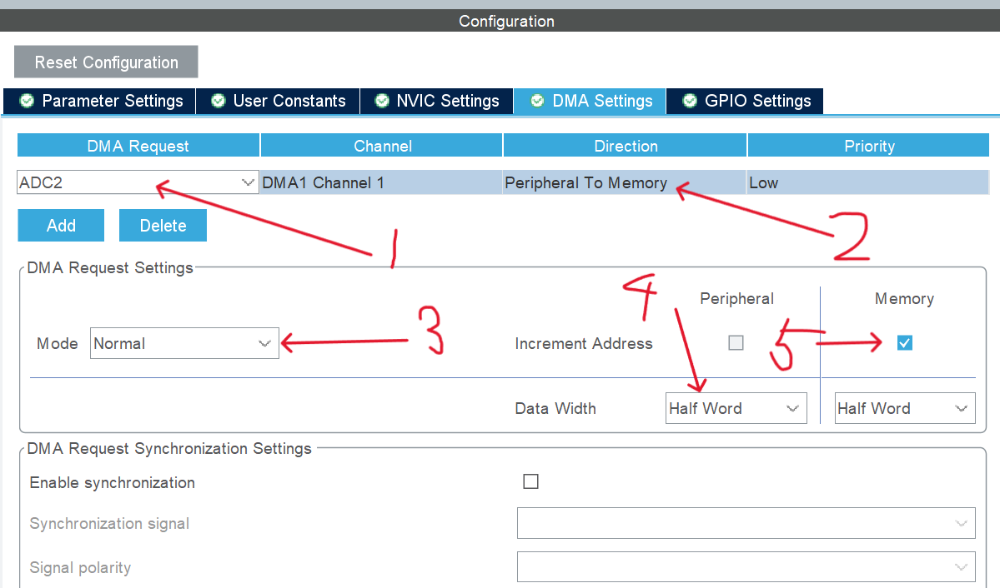 Configuration
Reset Configuration
Parameter Settings User Constants NVIC Settings DMA Settings GPIO Settings
DMA Request Channel Direction Priority
ADC2 DMA1 Channel 1 Peripheral To Memory Low
Add Delete
1
2
DMA Request Settings
4
Peripheral Memory
3
Mode Normal Increment Address
5
Data Width Half Word Half Word
DMA Request Synchronization Settings
Enable synchronization
Synchronization signal
Signal polarity